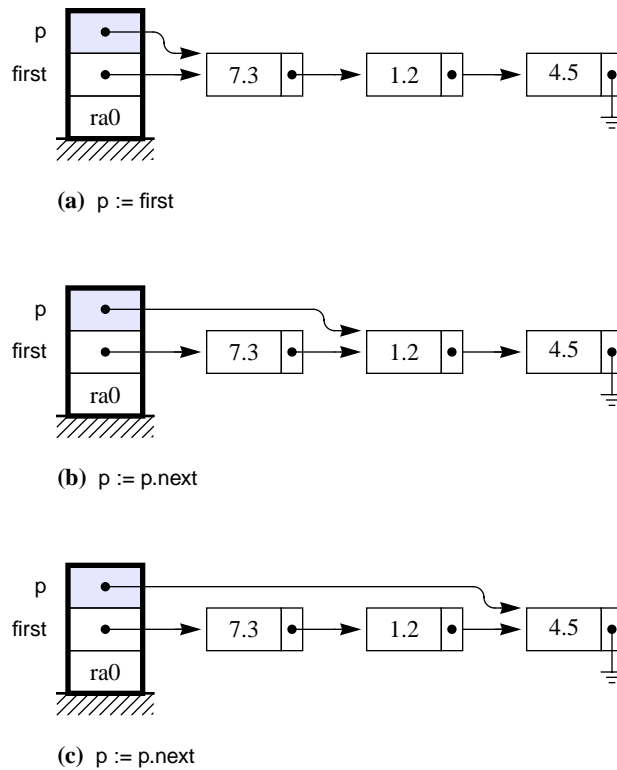 p
first 7.3 1.2 4.5
ra0
(a) p := first
p
first 7.3 1.2 4.5
ra0
(b) p := p.next
p
first 7.3 1.2 4.5
ra0
(c) p := p.next